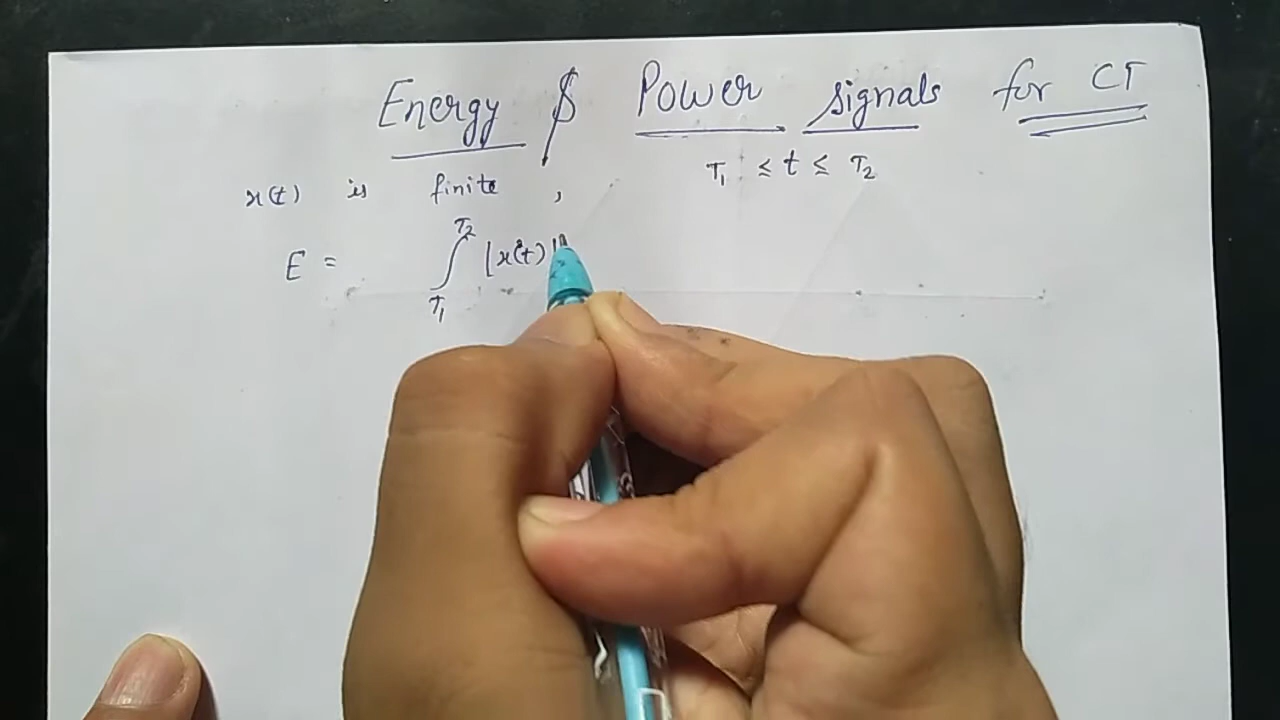 Energy & Power signals for CT
x(t) is finite, T₁ ≤ t ≤ T₂
E = ∫_{T₁}^{T₂} |x(t)|